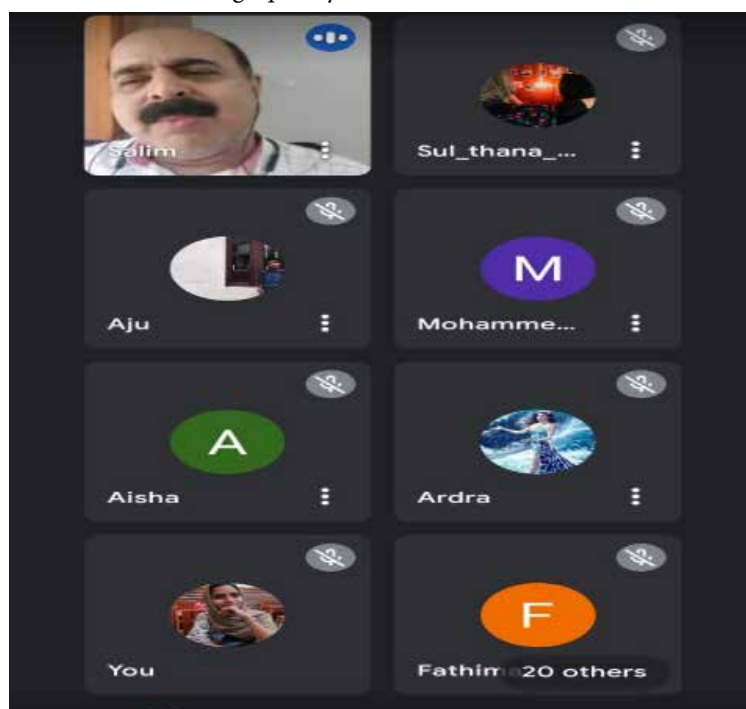 Salim
Sul_thana_...
Aju
M
Mohamme...
A
Aisha
Ardra
You
F
Fathim
20 others